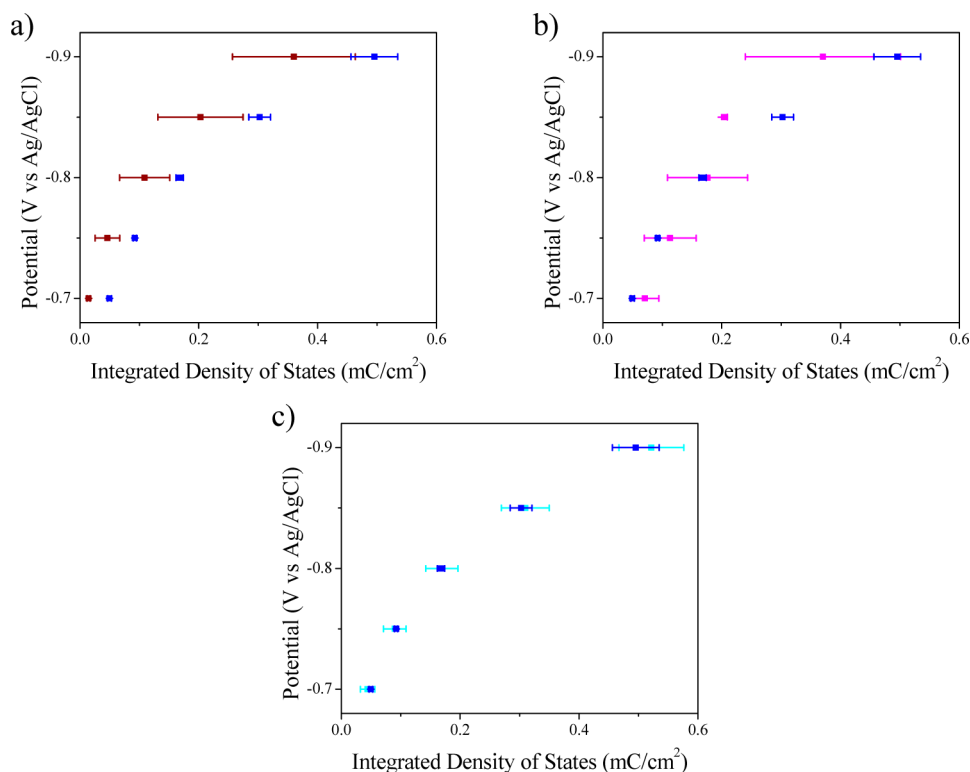 a)
Potential (V vs Ag/AgCl)
-0.9
-0.8
-0.7
0.0 0.2 0.4 0.6
Integrated Density of States (mC/cm²)
b)
Potential (V vs Ag/AgCl)
-0.9
-0.8
-0.7
0.0 0.2 0.4 0.6
Integrated Density of States (mC/cm²)
c)
Potential (V vs Ag/AgCl)
-0.9
-0.8
-0.7
0.0 0.2 0.4 0.6
Integrated Density of States (mC/cm²)